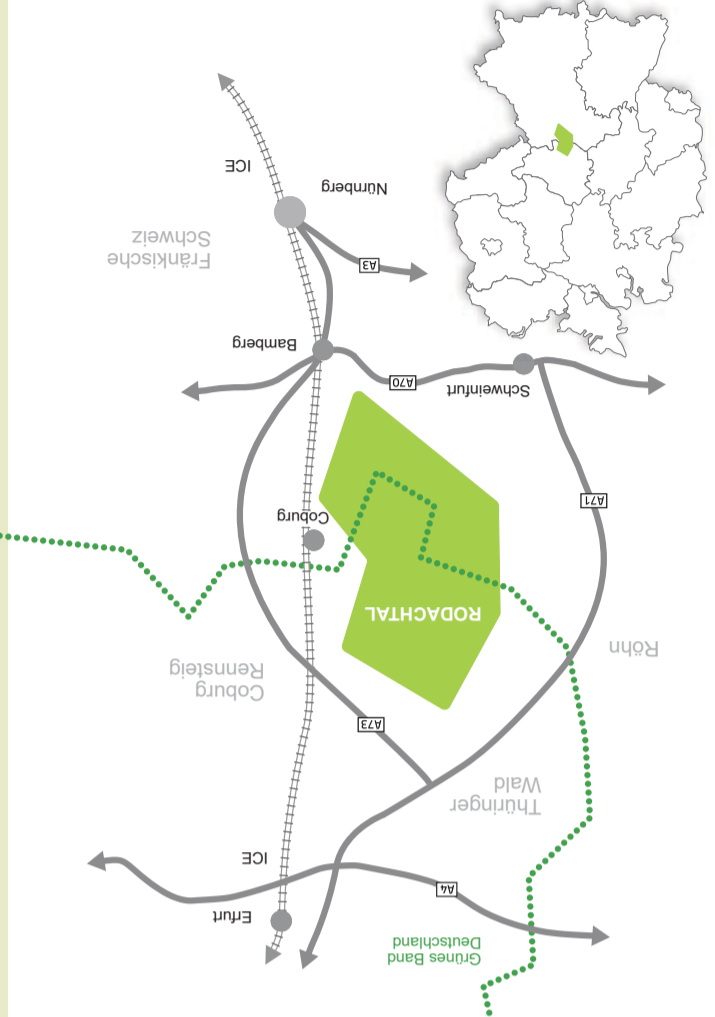 Grünes Band
Deutschland
Erfurt
A4
ICE
Thüringer
Wald
A73
Coburg
Rennsteig
Röhn
RODACHTAL
Coburg
A71
Schweinfurt
A70
Bamberg
A3
Fränkische
Schweiz
Nürnberg
ICE